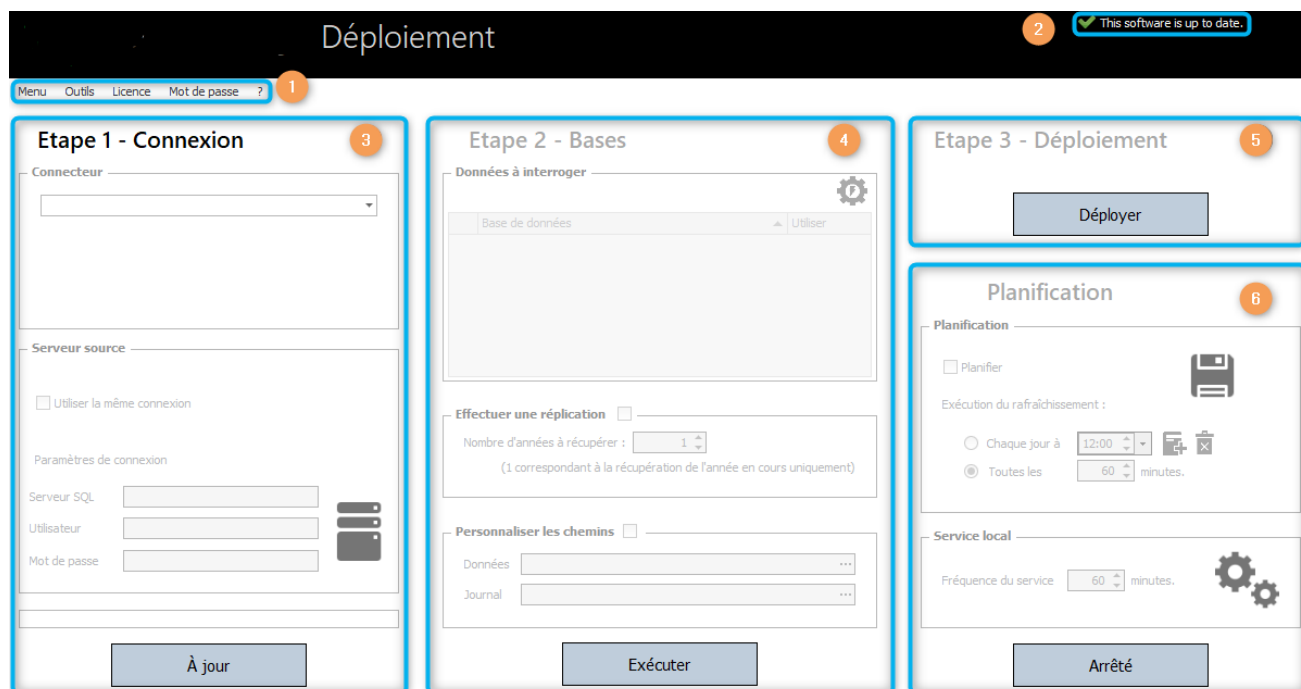 Déploiement
2
This software is up to date.
Menu Outils Licence Mot de passe ?
1
Etape 1 - Connexion
3
Connecteur
Serveur source
Utiliser la même connexion
Paramètres de connexion
Serveur SQL
Utilisateur
Mot de passe
À jour
Etape 2 - Bases
4
Données à interroger
F
Base de données Utiliser
Effectuer une réplication
Nombre d'années à récupérer : 1
(1 correspondant à la récupération de l'année en cours uniquement)
Personnaliser les chemins
Données ...
Journal ...
Exécuter
Etape 3 - Déploiement
5
Déployer
Planification
6
Planification
Planifier
Exécution du rafraîchissement :
Chaque jour à 12:00
Toutes les 60 minutes.
Service local
Fréquence du service 60 minutes.
Arrêté